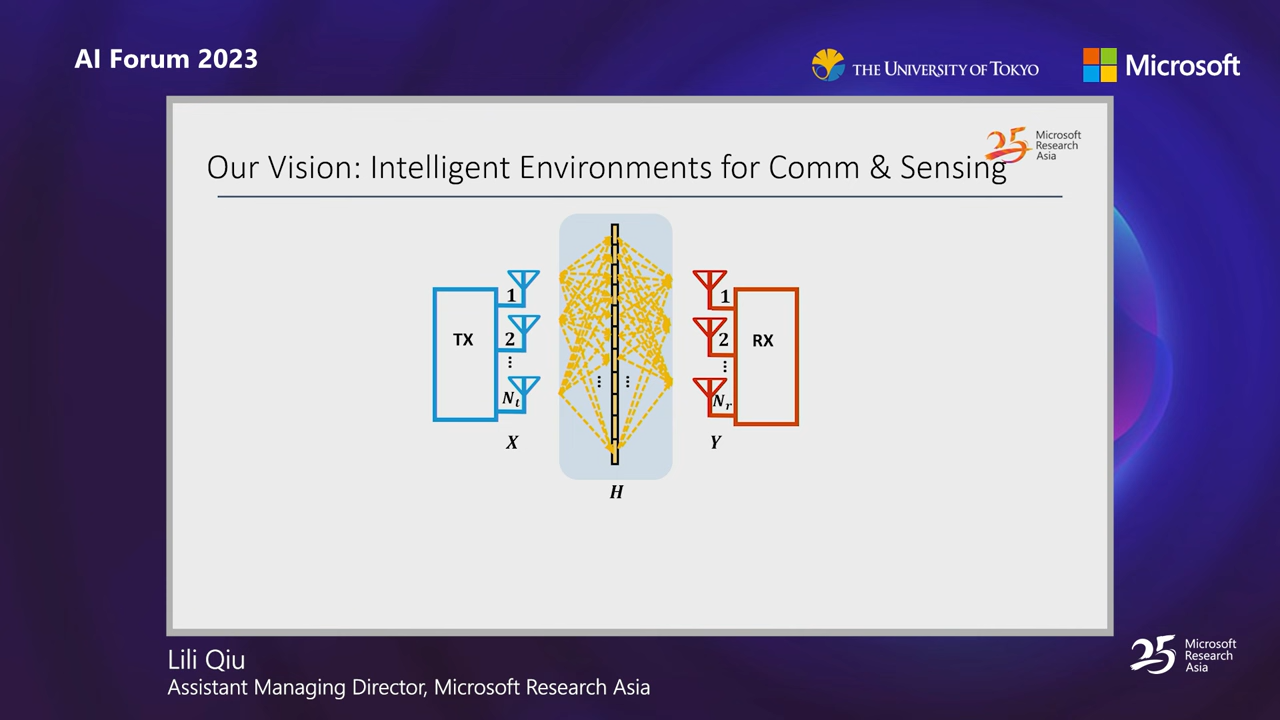 AI Forum 2023
THE UNIVERSITY OF TOKYO
Microsoft
25 Microsoft
Research
Asia
Our Vision: Intelligent Environments for Comm & Sensing
TX
1
2
⋮
Nt
X
⋮ ⋮
H
1
2
⋮
Nr
Y
RX
Lili Qiu
Assistant Managing Director, Microsoft Research Asia
25 Microsoft
Research
Asia